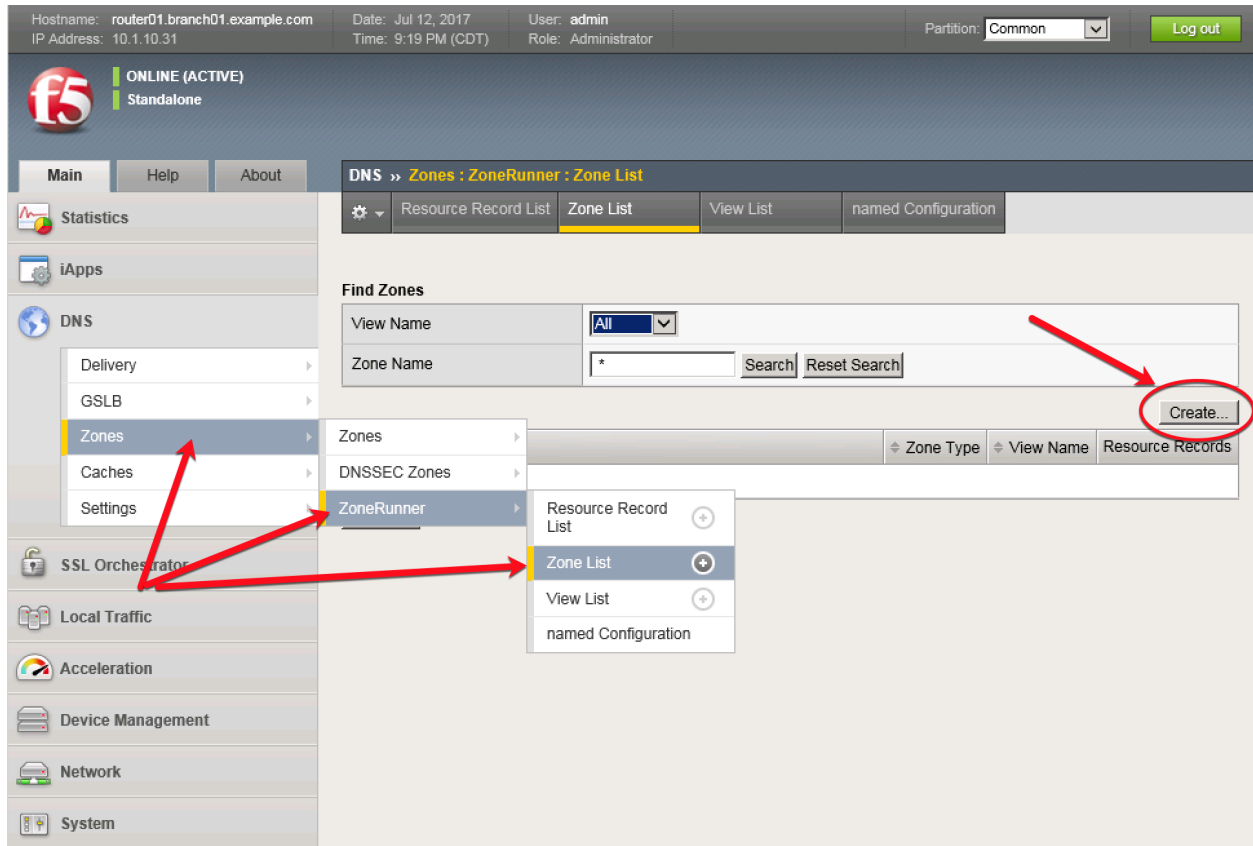 Hostname: router01.branch01.example.com Date: Jul 12, 2017 User: admin
IP Address: 10.1.10.31 Time: 9:19 PM (CDT) Role: Administrator
Partition: Common Log out
f5
ONLINE (ACTIVE)
Standalone
Main Help About
DNS ›› Zones : ZoneRunner : Zone List
Resource Record List Zone List View List named Configuration
Statistics
iApps
DNS
Delivery
GSLB
Zones
Caches
Settings
SSL Orchestrator
Local Traffic
Acceleration
Device Management
Network
System
Find Zones
View Name All
Zone Name * Search Reset Search
Create...
Zone Type View Name Resource Records
Zones
DNSSEC Zones
ZoneRunner
Resource Record
List
Zone List
View List
named Configuration